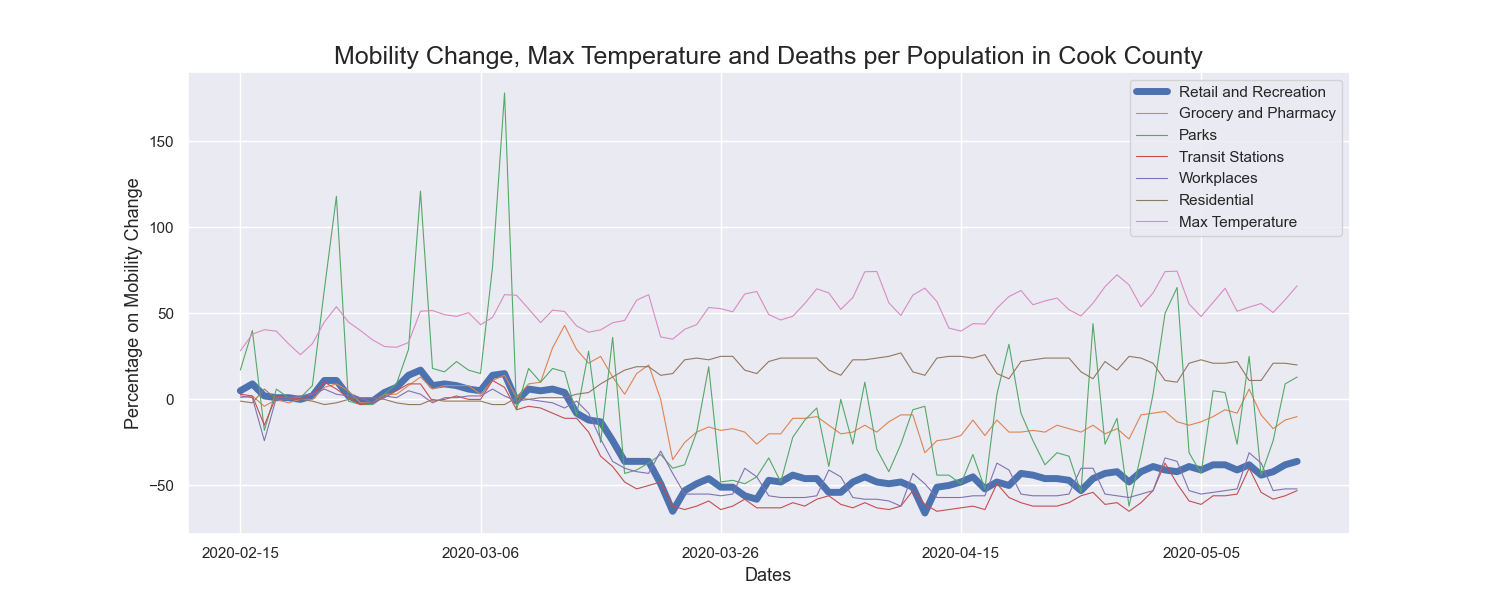 Mobility Change, Max Temperature and Deaths per Population in Cook County
Retail and Recreation
Grocery and Pharmacy
Parks
Transit Stations
Workplaces
Residential
Max Temperature
Percentage on Mobility Change
150
100
50
0
−50
2020-02-15
2020-03-06
2020-03-26
2020-04-15
2020-05-05
Dates